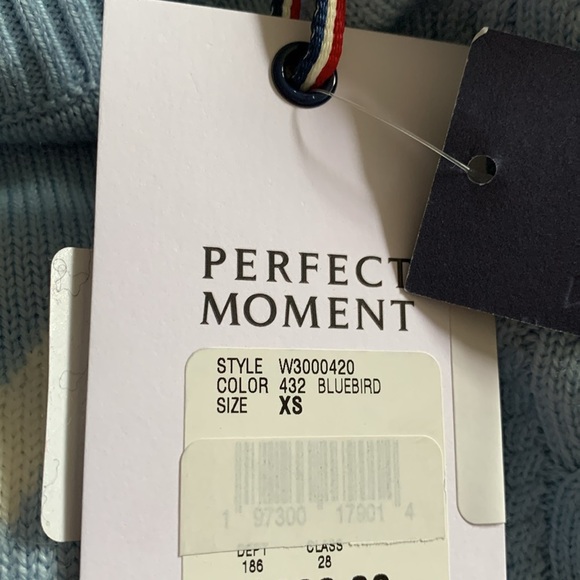 PERFECT
MOMENT
STYLE W3000420
COLOR 432 BLUEBIRD
SIZE XS
1 97300 17901 4
DEPT CLASS
186 28